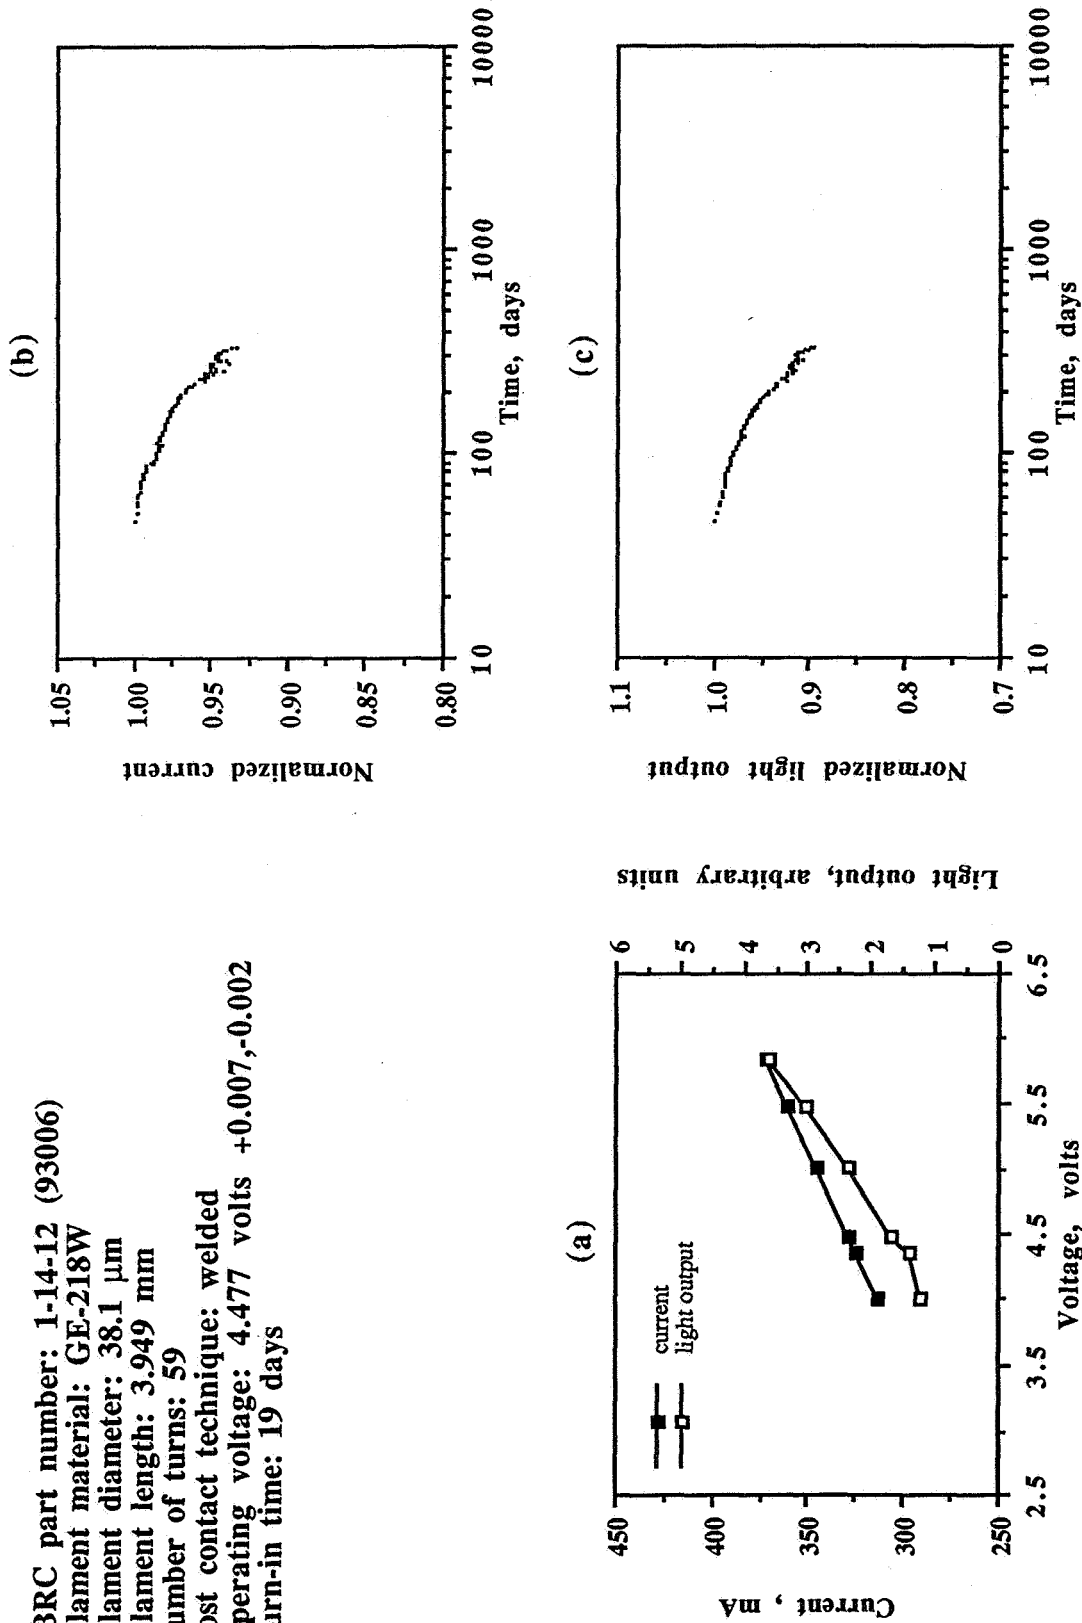 BRC part number: 1-14-12 (93006)
lament material: GE-218W
lament diameter: 38.1 µm
lament length: 3.949 mm
umber of turns: 59
ost contact technique: welded
perating voltage: 4.477 volts +0.007,-0.002
urn-in time: 19 days
(a)
current
light output
Current , mA
450
400
350
300
250
2.5
3.5
4.5
5.5
6.5
Voltage, volts
6
5
4
3
2
1
0
Light output, arbitrary units
(b)
Normalized current
1.05
1.00
0.95
0.90
0.85
0.80
10
100
1000
10000
Time, days
(c)
Normalized light output
1.1
1.0
0.9
0.8
0.7
10
100
1000
10000
Time, days